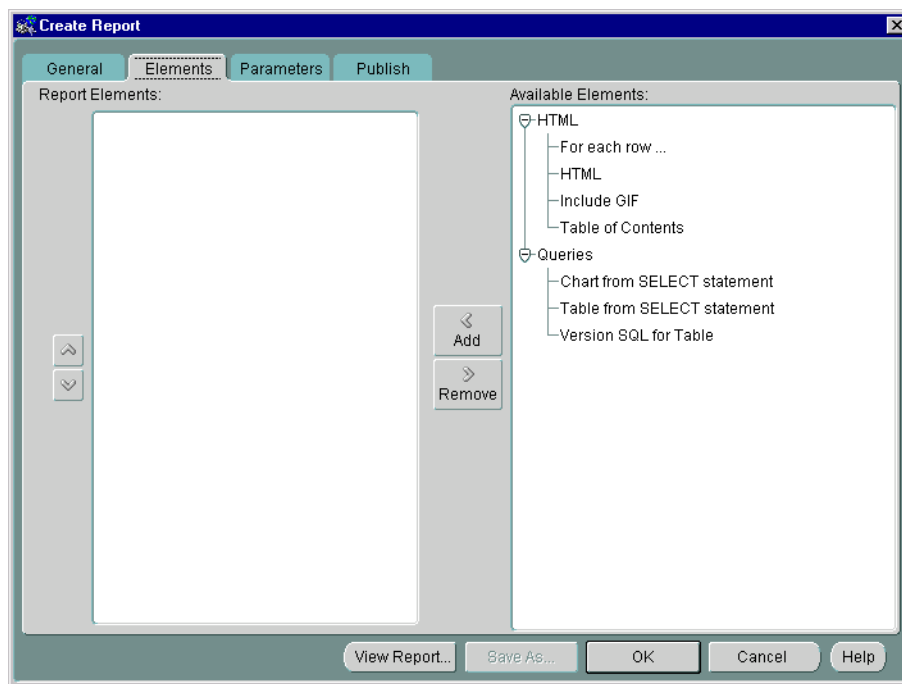 Create Report
General Elements Parameters Publish
Report Elements:
Available Elements:
HTML
For each row ...
HTML
Include GIF
Table of Contents
Queries
Chart from SELECT statement
Table from SELECT statement
Version SQL for Table
Add
Remove
View Report... Save As... OK Cancel Help